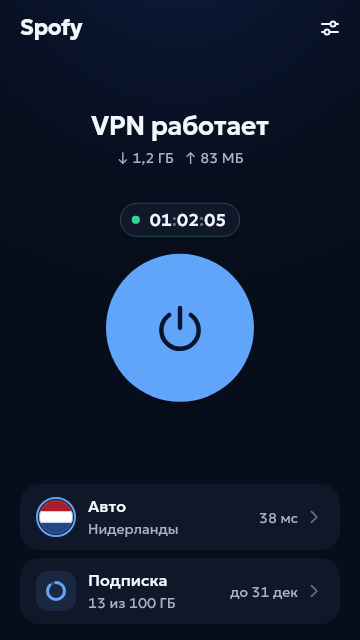 Spofy
VPN работает
↓ 1,2 ГБ ↑ 83 МБ
01:02:05
Авто
Нидерланды
38 мс
Подписка
13 из 100 ГБ
до 31 дек